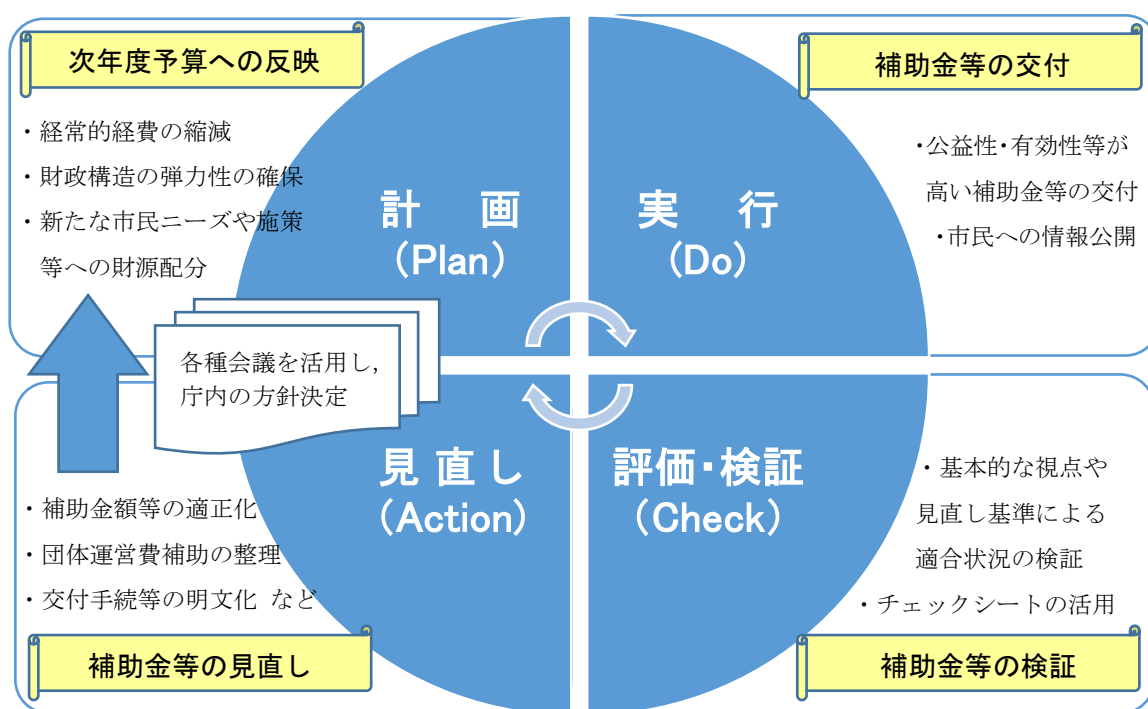 次年度予算への反映
・経常的経費の縮減
・財政構造の弾力性の確保
・新たな市民ニーズや施策
等への財源配分
計 画
(Plan)
補助金等の交付
・公益性・有効性等が
高い補助金等の交付
・市民への情報公開
実 行
(Do)
各種会議を活用し,
庁内の方針決定
見 直 し
(Action)
・補助金額等の適正化
・団体運営費補助の整理
・交付手続等の明文化 など
補助金等の見直し
評価・検証
(Check)
・基本的な視点や
見直し基準による
適合状況の検証
・チェックシートの活用
補助金等の検証